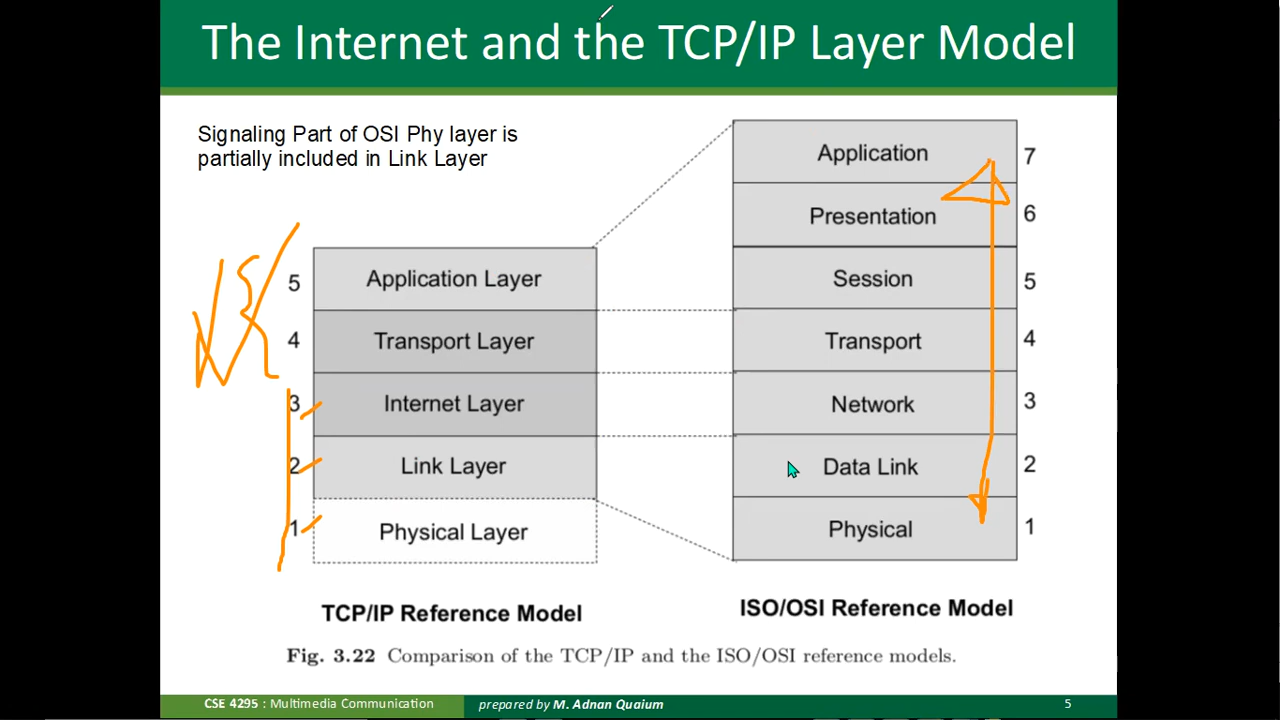 The Internet and the TCP/IP Layer Model
Signaling Part of OSI Phy layer is
partially included in Link Layer
5 Application Layer
4 Transport Layer
3 Internet Layer
2 Link Layer
1 Physical Layer
TCP/IP Reference Model
Application 7
Presentation 6
Session 5
Transport 4
Network 3
Data Link 2
Physical 1
ISO/OSI Reference Model
Fig. 3.22 Comparison of the TCP/IP and the ISO/OSI reference models.
CSE 4295 : Multimedia Communication prepared by M. Adnan Quaium 5